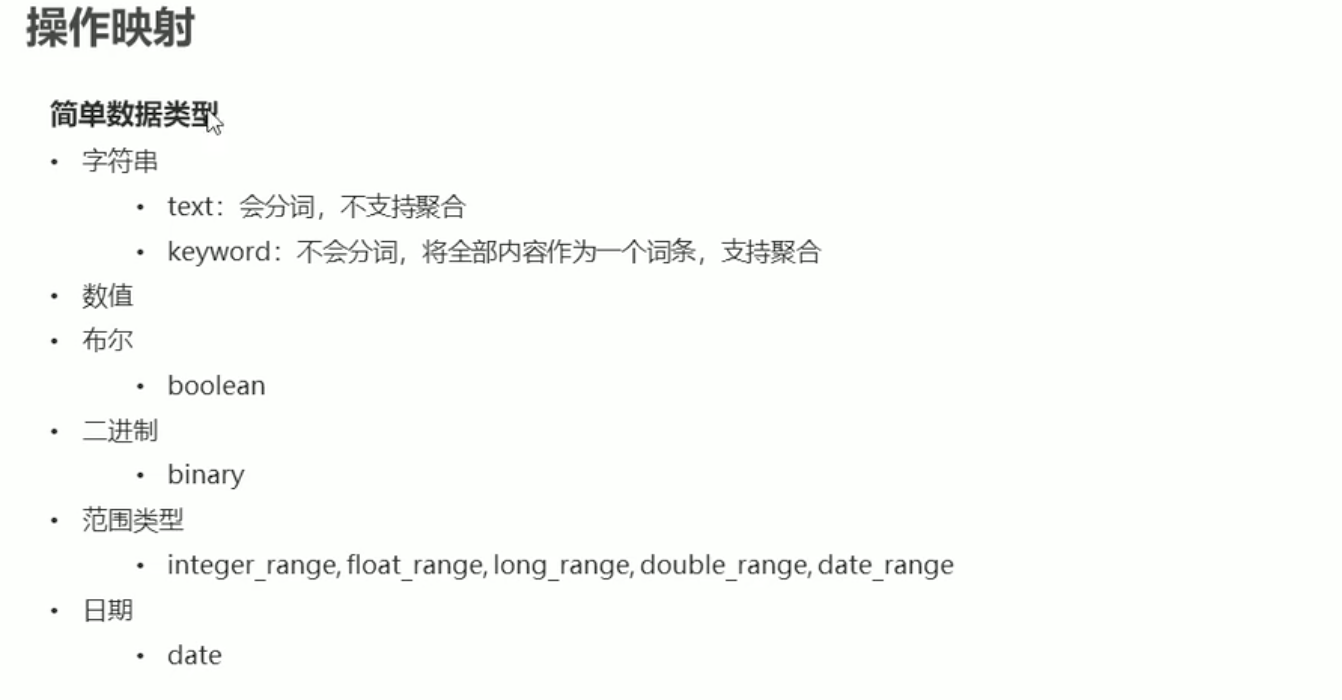 操作映射
简单数据类型
• 字符串
• text：会分词，不支持聚合
• keyword：不会分词，将全部内容作为一个词条，支持聚合
• 数值
• 布尔
• boolean
• 二进制
• binary
• 范围类型
• integer_range, float_range, long_range, double_range, date_range
• 日期
• date